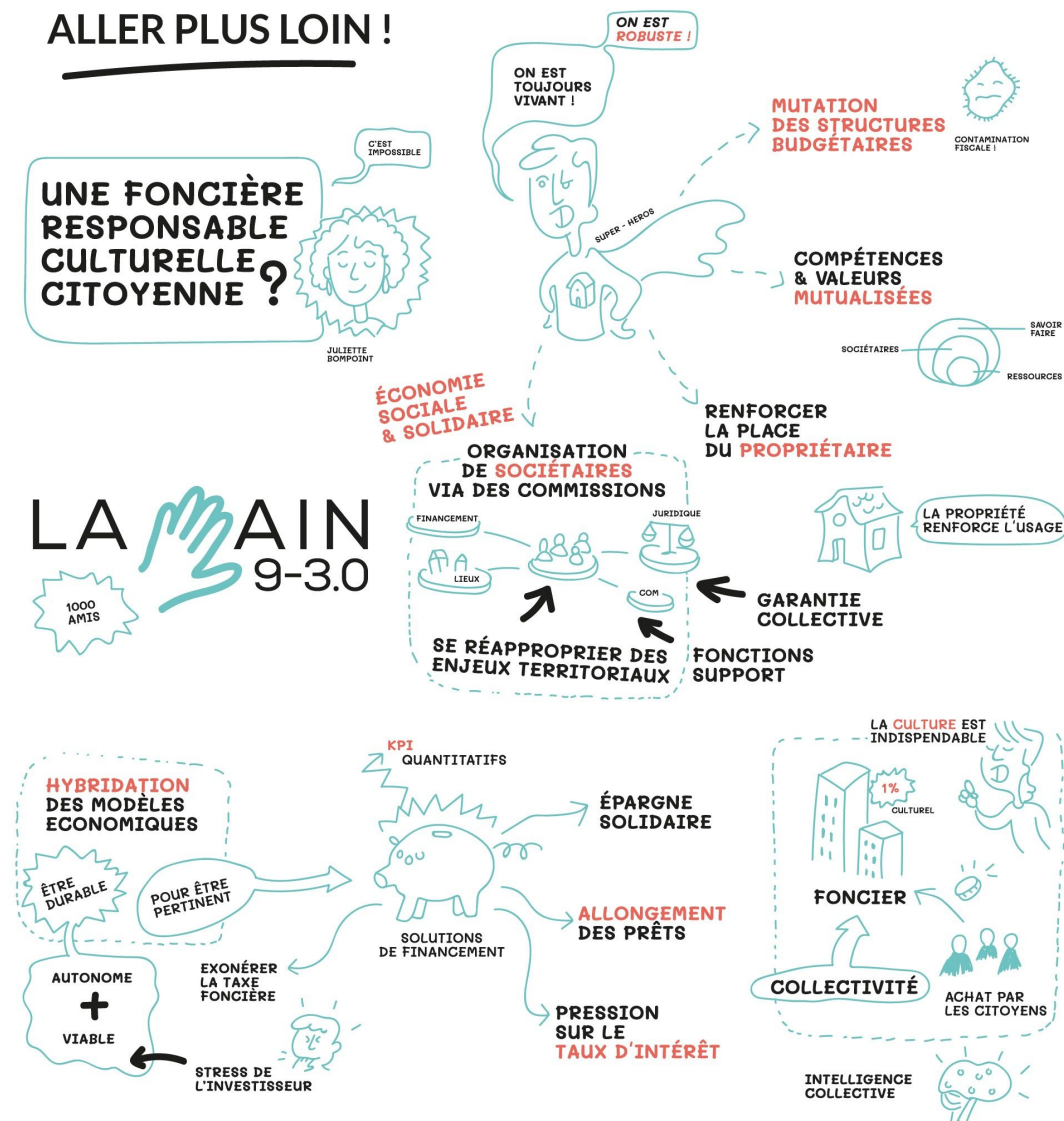 ALLER PLUS LOIN !
ON EST
ROBUSTE !
ON EST
TOUJOURS
VIVANT !
C'EST
IMPOSSIBLE
UNE FONCIÈRE
RESPONSABLE
CULTURELLE
CITOYENNE ?
JULIETTE
BOMPOINT
SUPER - HEROS
MUTATION
DES STRUCTURES
BUDGÉTAIRES
CONTAMINATION
FISCALE !
COMPÉTENCES
& VALEURS
MUTUALISÉES
SAVOIR
FAIRE
SOCIÉTAIRES
RESSOURCES
ÉCONOMIE
SOCIALE
& SOLIDAIRE
RENFORCER
LA PLACE
DU PROPRIÉTAIRE
ORGANISATION
DE SOCIÉTAIRES
VIA DES COMMISSIONS
FINANCEMENT
JURIDIQUE
LIEUX
COM
LA PROPRIÉTÉ
RENFORCE L'USAGE
LA MAIN
9-3.0
1000
AMIS
GARANTIE
COLLECTIVE
SE RÉAPPROPRIER DES
ENJEUX TERRITORIAUX
FONCTIONS
SUPPORT
KPI
QUANTITATIFS
HYBRIDATION
DES MODÈLES
ECONOMIQUES
ÊTRE
DURABLE
POUR ÊTRE
PERTINENT
AUTONOME
+
VIABLE
STRESS DE
L'INVESTISSEUR
SOLUTIONS
DE FINANCEMENT
EXONÉRER
LA TAXE
FONCIÈRE
ÉPARGNE
SOLIDAIRE
ALLONGEMENT
DES PRÊTS
PRESSION
SUR LE
TAUX D'INTÉRÊT
LA CULTURE EST
INDISPENDABLE
1%
CULTUREL
FONCIER
COLLECTIVITÉ
ACHAT PAR
LES CITOYENS
INTELLIGENCE
COLLECTIVE